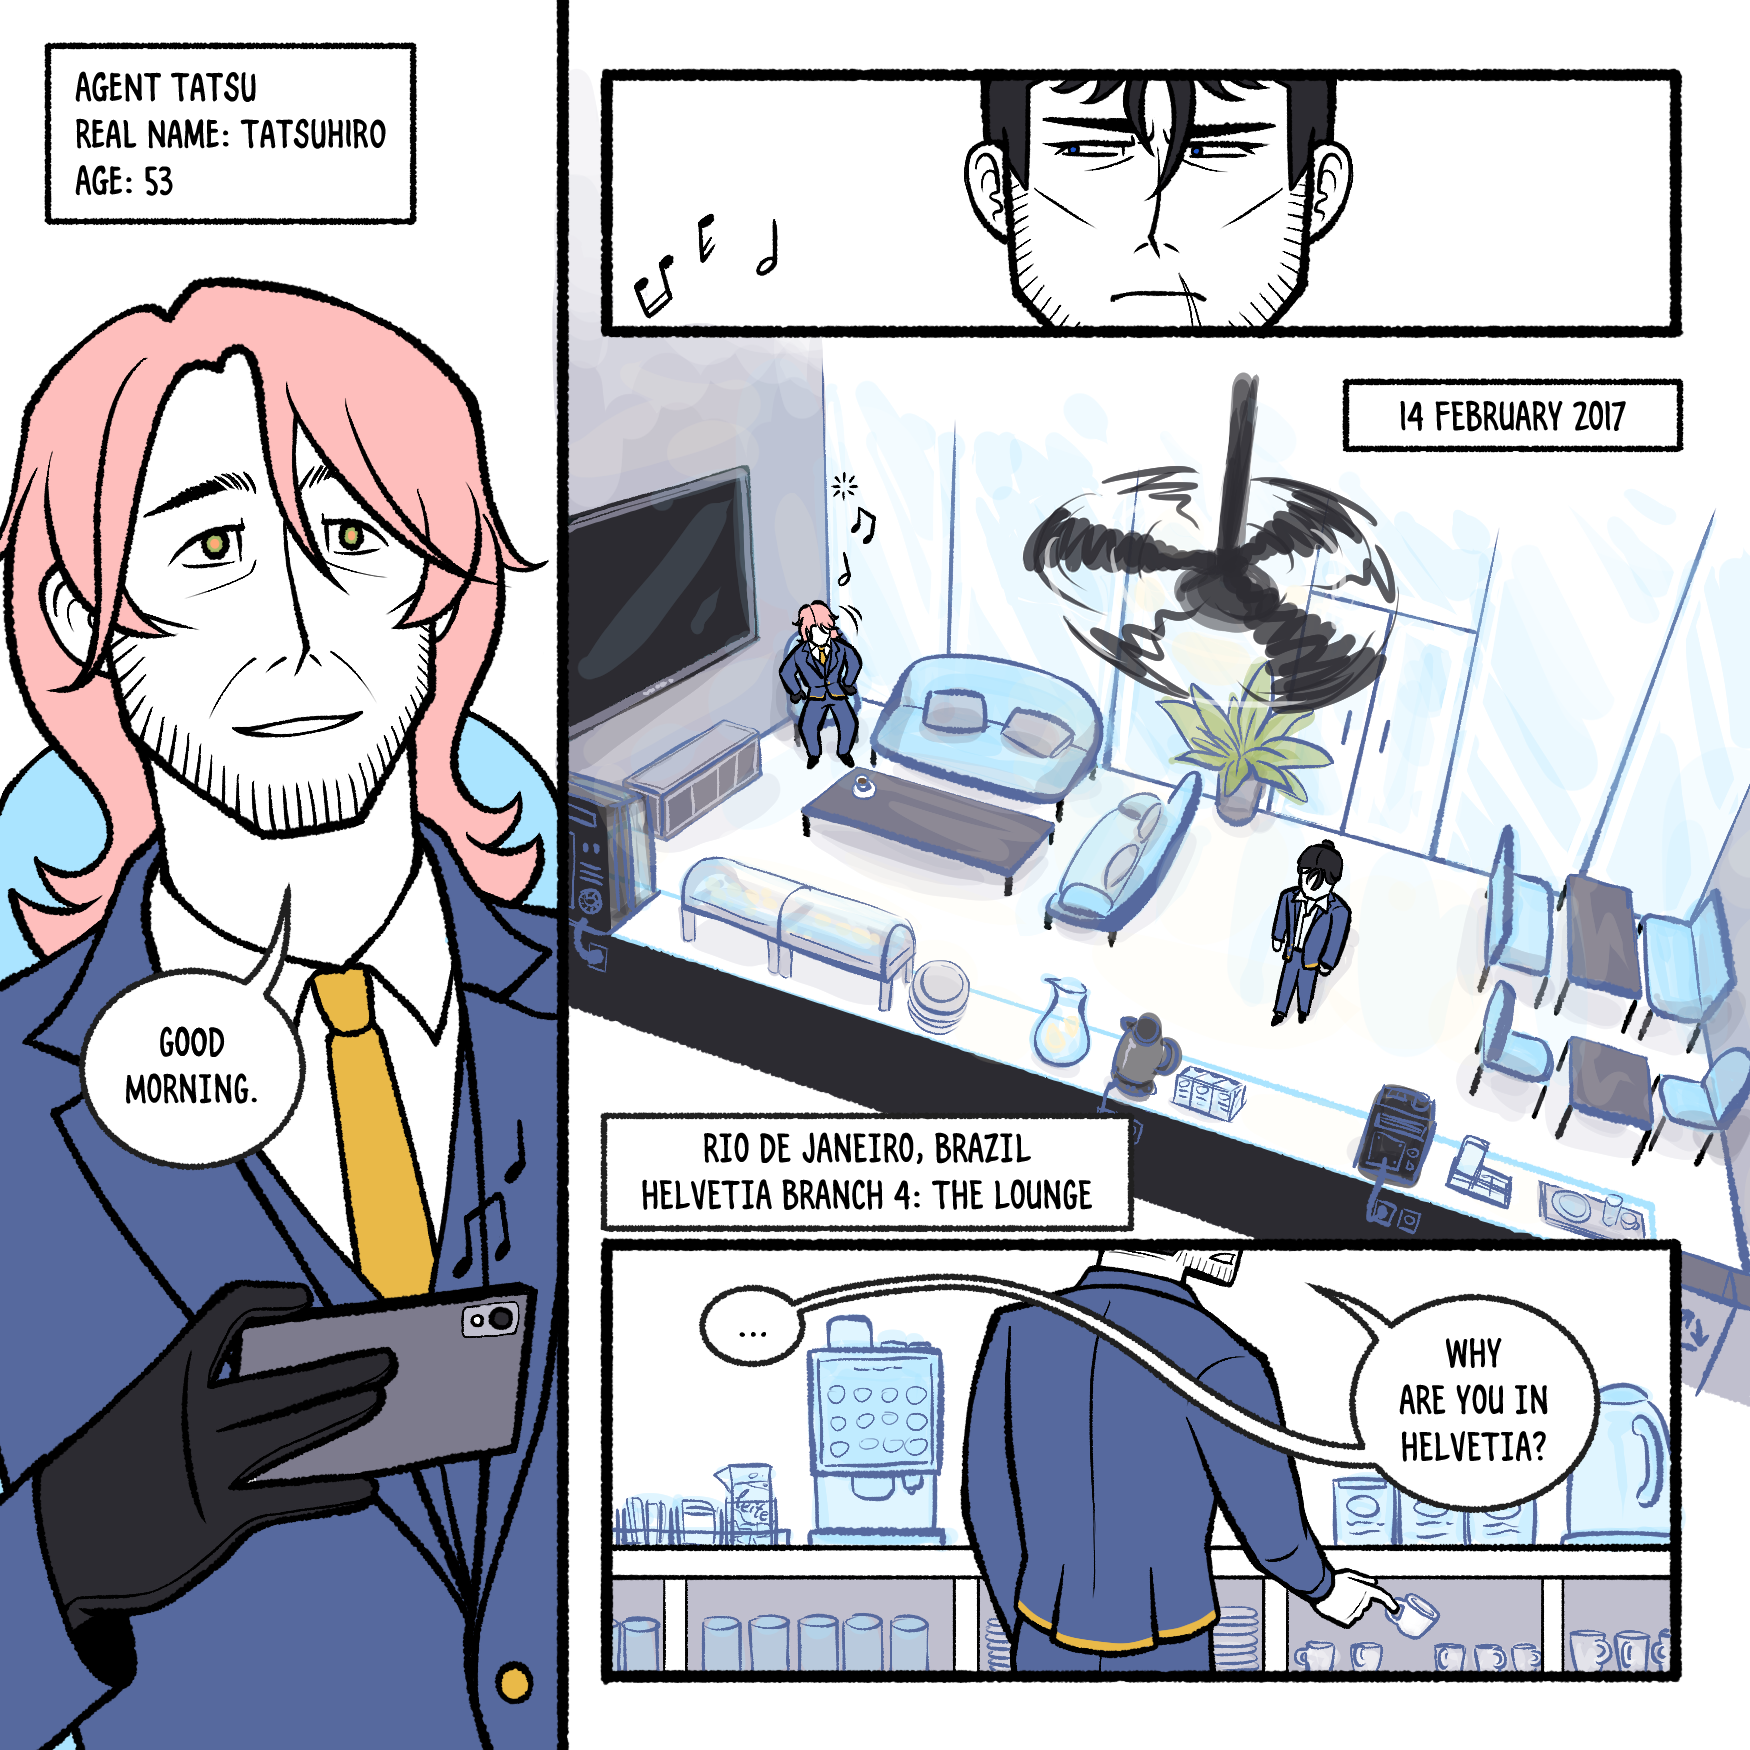 AGENT TATSU
REAL NAME: TATSUHIRO
AGE: 53
GOOD
MORNING.
14 FEBRUARY 2017
RIO DE JANEIRO, BRAZIL
HELVETIA BRANCH 4: THE LOUNGE
...
WHY
ARE YOU IN
HELVETIA?
leite